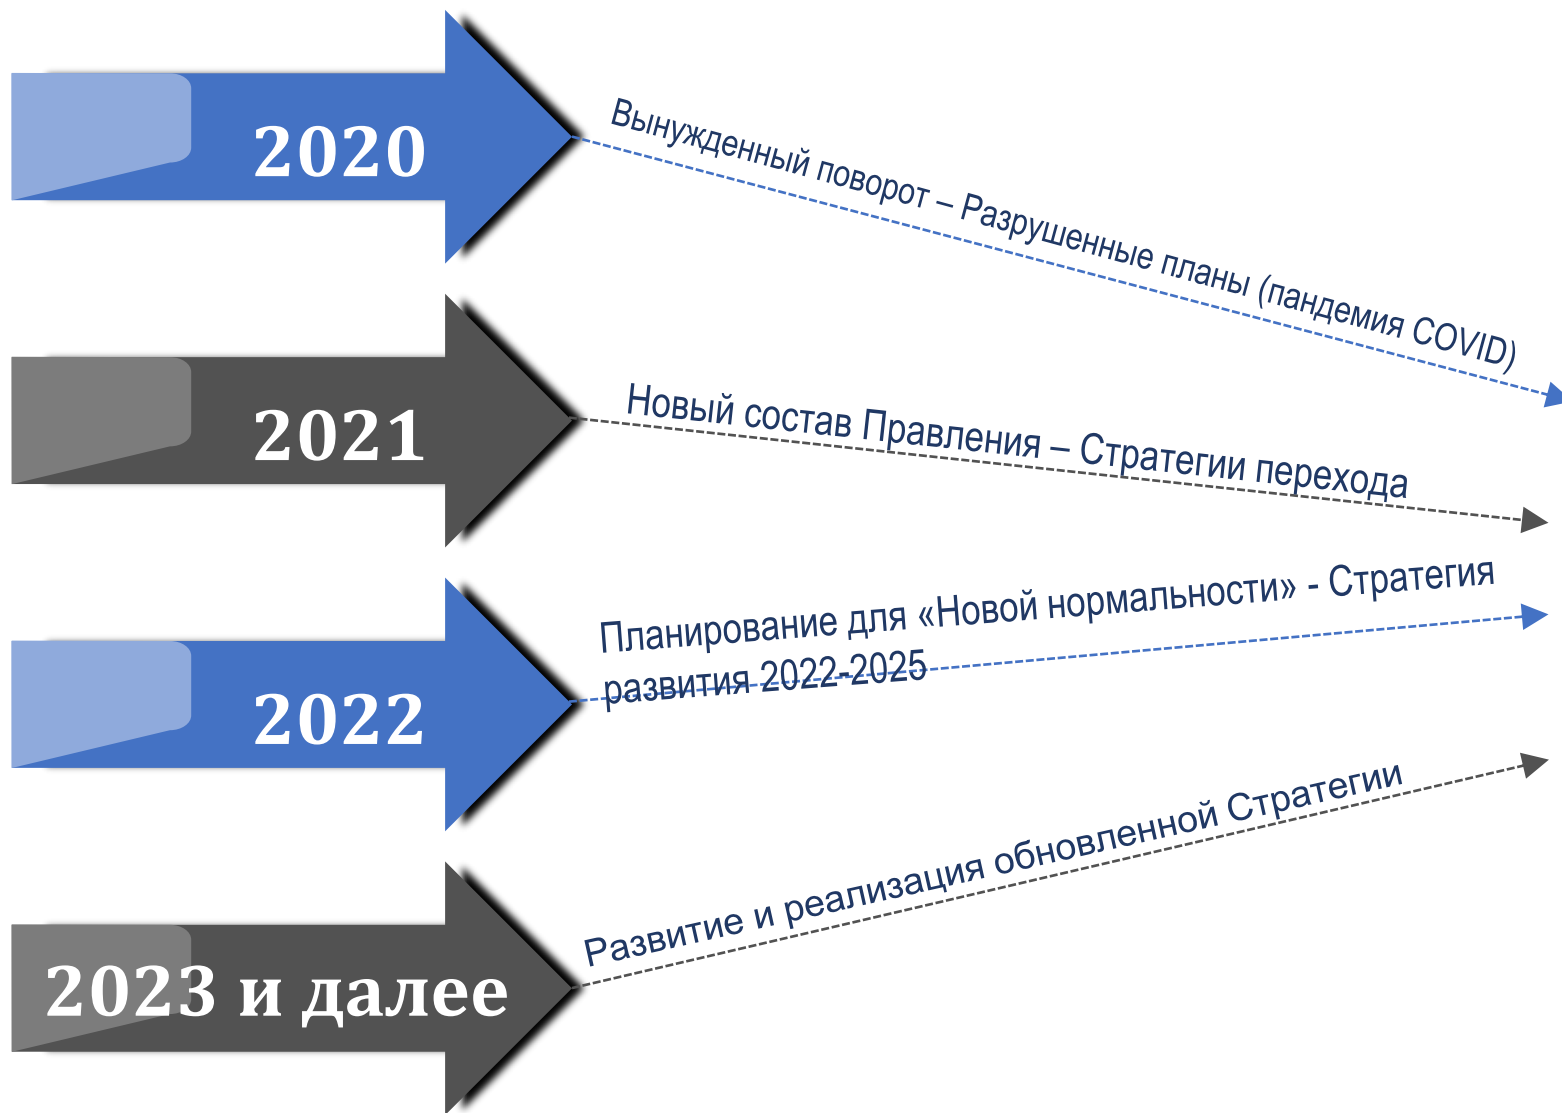 2020
Вынужденный поворот – Разрушенные планы (пандемия COVID)
2021
Новый состав Правления – Стратегии перехода
2022
Планирование для «Новой нормальности» - Стратегия
развития 2022-2025
2023 и далее
Развитие и реализация обновленной Стратегии